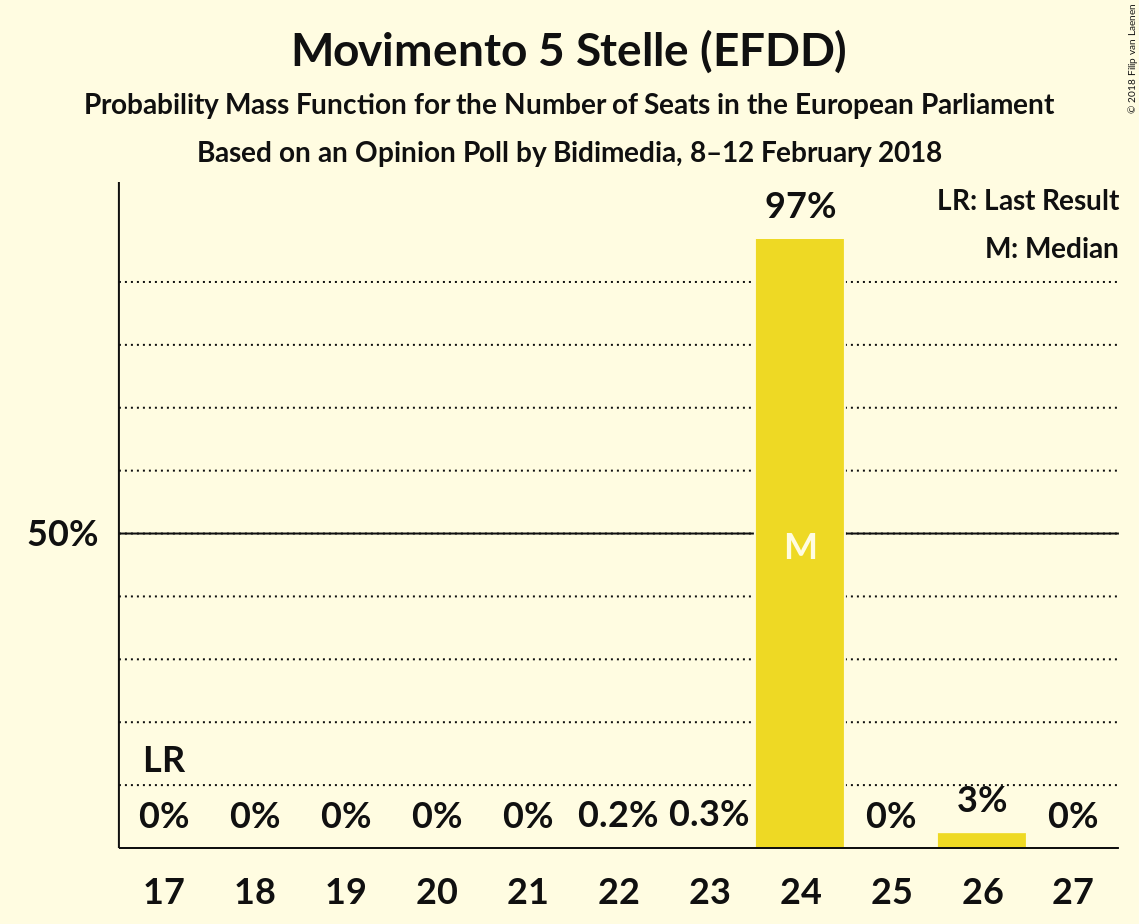 Movimento 5 Stelle (EFDD)
Probability Mass Function for the Number of Seats in the European Parliament
Based on an Opinion Poll by Bidimedia, 8–12 February 2018
© 2018 Filip van Laenen
LR: Last Result
M: Median
97%
50%
M
LR
0% 0% 0% 0% 0% 0.2% 0.3% 0% 3% 0%
17 18 19 20 21 22 23 24 25 26 27